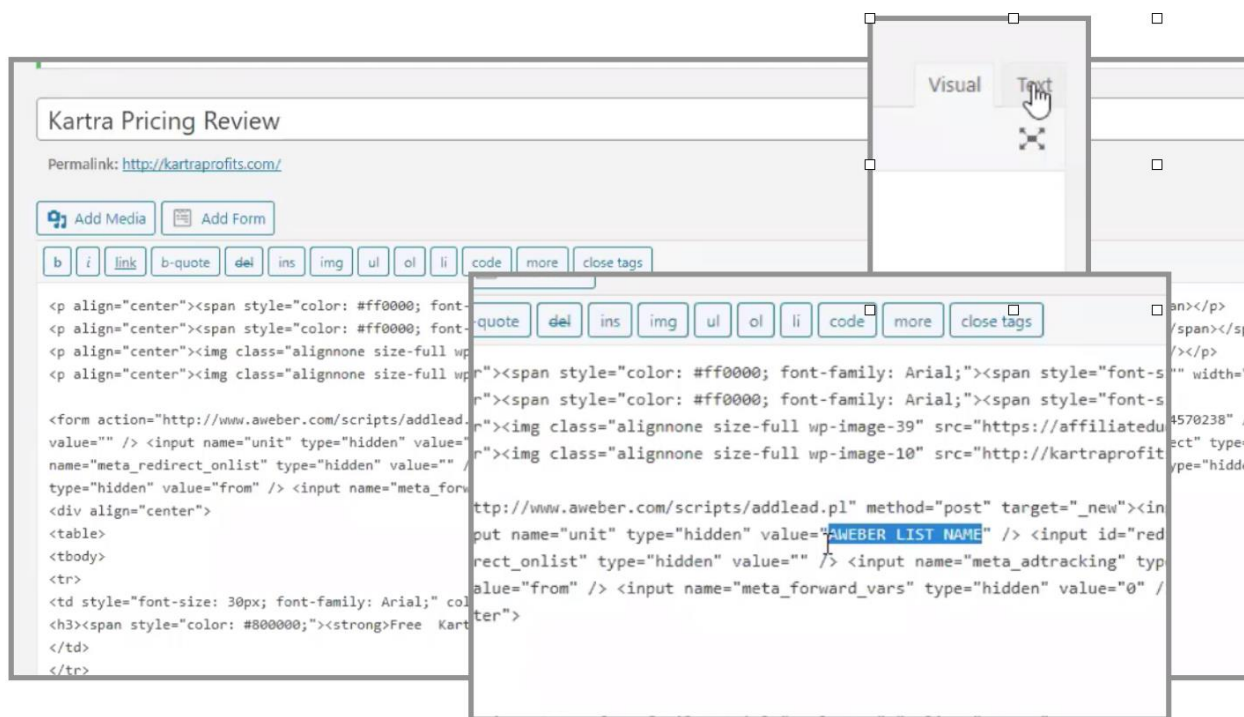 Visual Text
Kartra Pricing Review
Permalink: http://kartraprofits.com/
Add Media Add Form
b i link b-quote del ins img ul ol li code more close tags
<p align="center"><span style="color: #ff0000; font-
<p align="center"><span style="color: #ff0000; font-
<p align="center"><img class="alignnone size-full wp
<p align="center"><img class="alignnone size-full wp
<form action="http://www.aweber.com/scripts/addlead.
value="" /> <input name="unit" type="hidden" value="
name="meta_redirect_onlist" type="hidden" value="" /
type="hidden" value="from" /> <input name="meta_forw
<div align="center">
<table>
<tbody>
<tr>
<td style="font-size: 30px; font-family: Arial;" col
<h3><span style="color: #800000;"><strong>Free Kart
</td>
</tr>
-quote del ins img ul ol li code more close tags
r"><span style="color: #ff0000; font-family: Arial;"><span style="font-s
r"><span style="color: #ff0000; font-family: Arial;"><span style="font-s
r"><img class="alignnone size-full wp-image-39" src="https://affiliatedu
r"><img class="alignnone size-full wp-image-10" src="http://kartraprofit
ttp://www.aweber.com/scripts/addlead.pl" method="post" target="_new"><in
put name="unit" type="hidden" value="AWEBER LIST NAME" /> <input id="red
rect_onlist" type="hidden" value="" /> <input name="meta_adtracking" typ
alue="from" /> <input name="meta_forward_vars" type="hidden" value="0" /
ter">
an></p>
/span></sp
/></p>
"" width="
4570238" /
ect" type=
ype="hidde